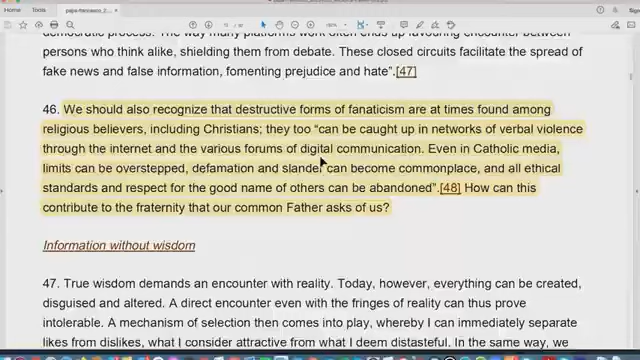 democratic process. The way many platforms work often ends up favouring encounter between
persons who think alike, shielding them from debate. These closed circuits facilitate the spread of
fake news and false information, fomenting prejudice and hate”.[47]
46. We should also recognize that destructive forms of fanaticism are at times found among
religious believers, including Christians; they too “can be caught up in networks of verbal violence
through the internet and the various forums of digital communication. Even in Catholic media,
limits can be overstepped, defamation and slander can become commonplace, and all ethical
standards and respect for the good name of others can be abandoned”.[48] How can this
contribute to the fraternity that our common Father asks of us?
Information without wisdom
47. True wisdom demands an encounter with reality. Today, however, everything can be created,
disguised and altered. A direct encounter even with the fringes of reality can thus prove
intolerable. A mechanism of selection then comes into play, whereby I can immediately separate
likes from dislikes, what I consider attractive from what I deem distasteful. In the same way, we